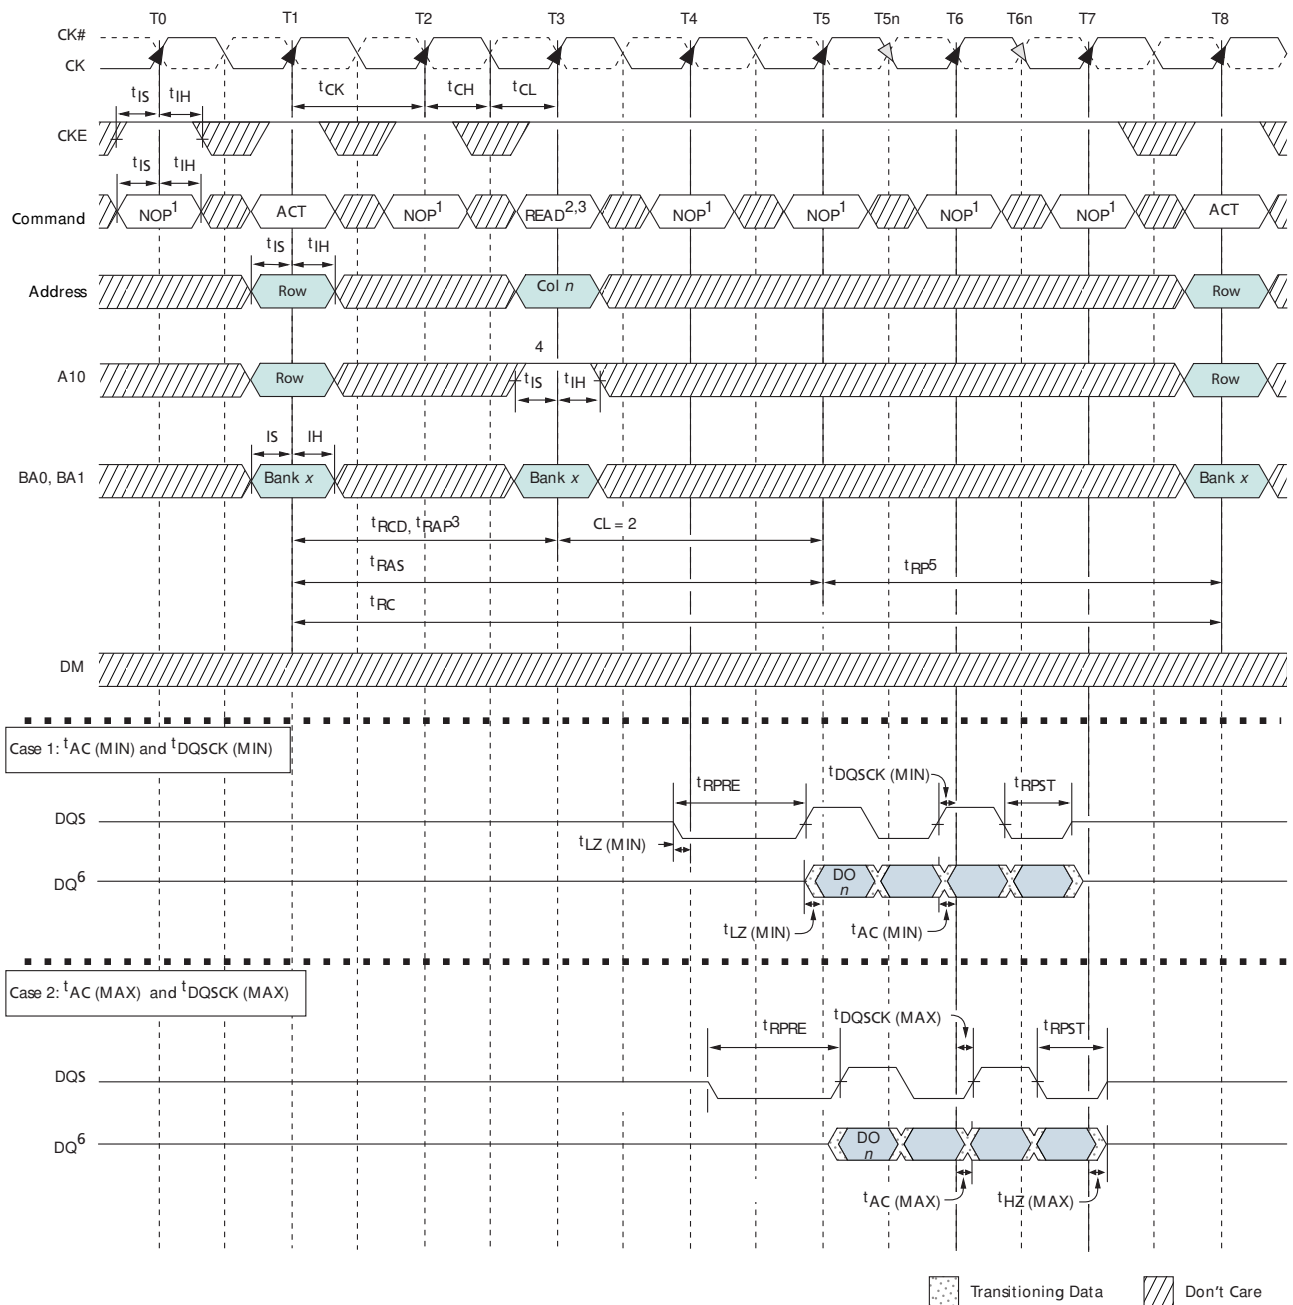 T0 T1 T2 T3 T4 T5 T5n T6 T6n T7 T8
CK#
CK
tIS tIH tCK tCH tCL
CKE
tIS tIH
Command NOP1 ACT NOP1 READ2,3 NOP1 NOP1 NOP1 NOP1 ACT
tIS tIH
Address Row Col n Row
4
A10 Row tIS tIH Row
IS IH
BA0, BA1 Bank x Bank x Bank x
tRCD, tRAP3 CL = 2
tRAS tRP5
tRC
DM
Case 1: tAC (MIN) and tDQSCK (MIN)
tRPRE tDQSCK (MIN) tRPST
DQS
tLZ (MIN)
DQ6 DO n
tLZ (MIN) tAC (MIN)
Case 2: tAC (MAX) and tDQSCK (MAX)
tRPRE tDQSCK (MAX) tRPST
DQS
DQ6 DO n
tAC (MAX) tHZ (MAX)
Transitioning Data Don't Care